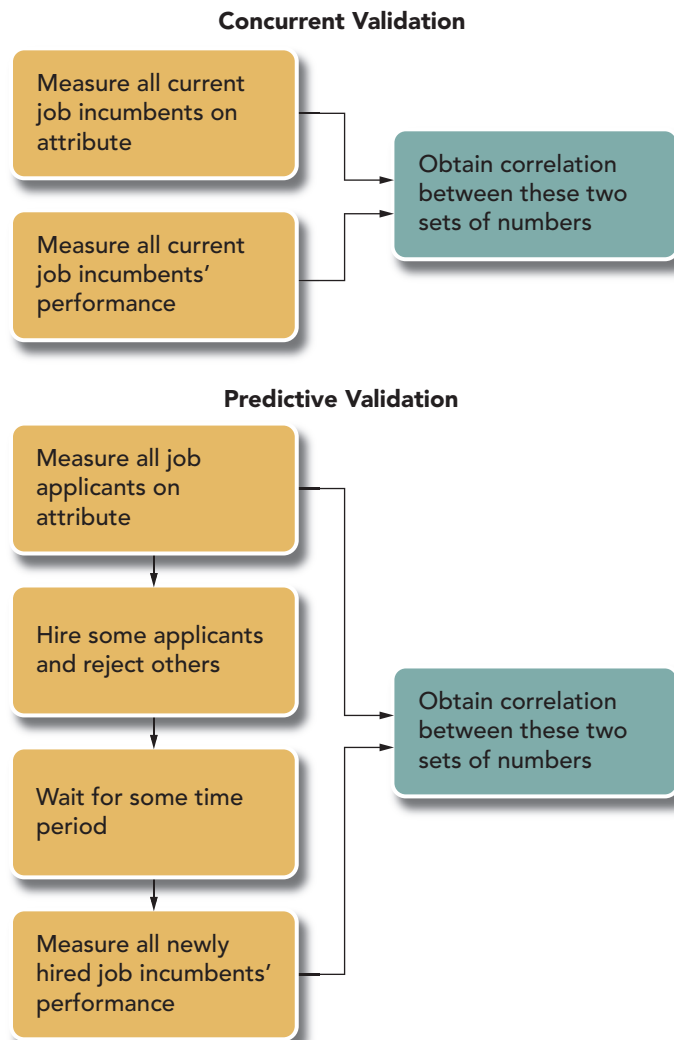 Concurrent Validation
Measure all current
job incumbents on
attribute
Measure all current
job incumbents’
performance
Obtain correlation
between these two
sets of numbers
Predictive Validation
Measure all job
applicants on
attribute
Hire some applicants
and reject others
Wait for some time
period
Measure all newly
hired job incumbents’
performance
Obtain correlation
between these two
sets of numbers